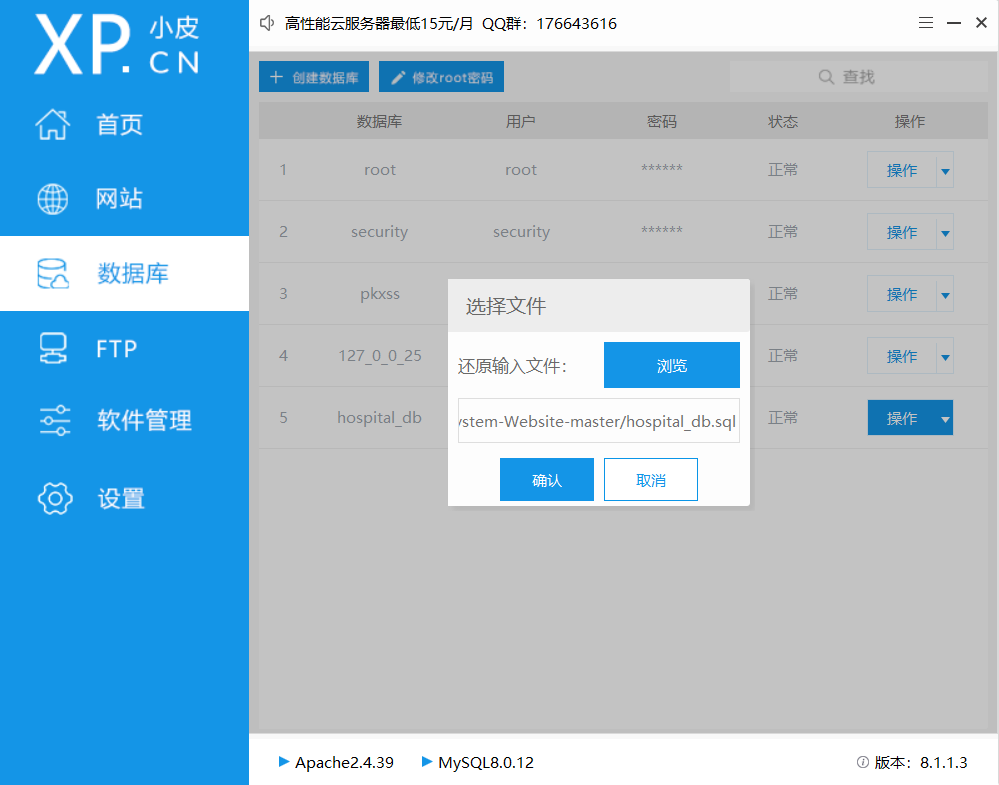 XP. 小皮
CN
高性能云服务器最低15元/月 QQ群：176643616
首页
网站
数据库
FTP
软件管理
设置
创建数据库 修改root密码 查找
数据库 用户 密码 状态 操作
1 root root ****** 正常 操作
2 security security ****** 正常 操作
3 pkxss 正常 操作
4 127_0_0_25 正常 操作
5 hospital_db 正常 操作
选择文件
还原输入文件： 浏览
ystem-Website-master/hospital_db.sql
确认 取消
Apache2.4.39 MySQL8.0.12 版本：8.1.1.3